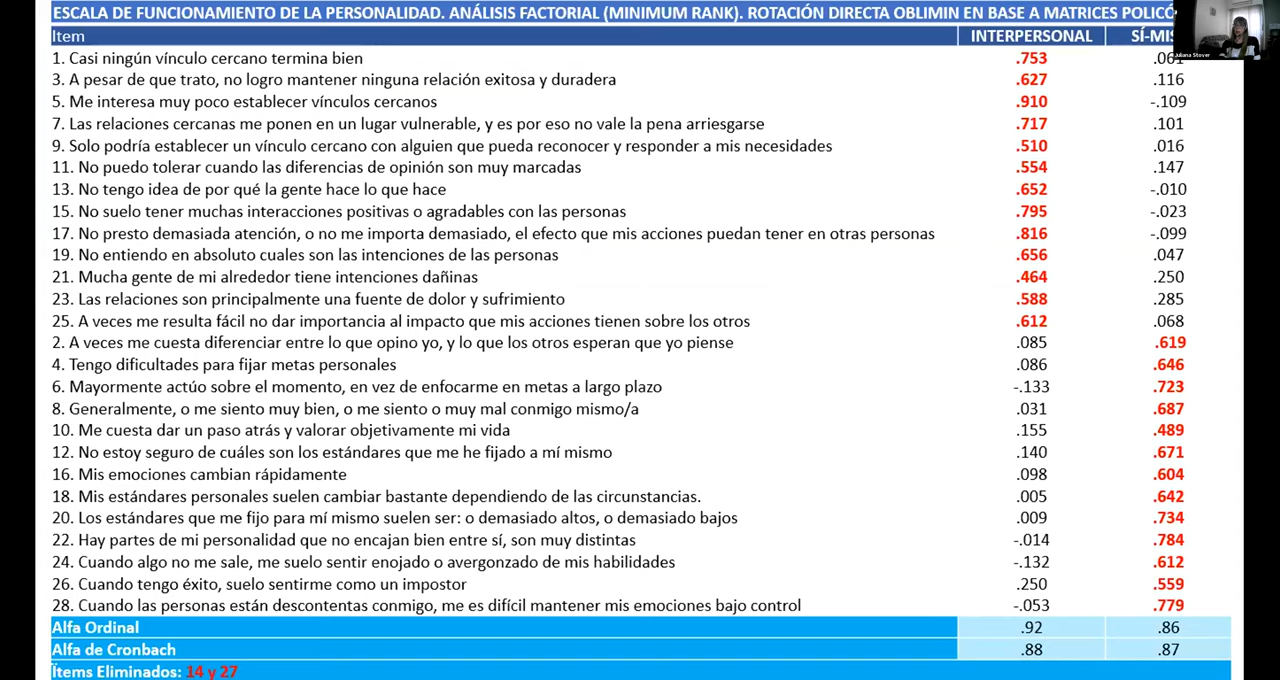 ESCALA DE FUNCIONAMIENTO DE LA PERSONALIDAD. ANÁLISIS FACTORIAL (MINIMUM RANK). ROTACIÓN DIRECTA OBLIMIN EN BASE A MATRICES POLICÓ
Item INTERPERSONAL SÍ-MIS
1. Casi ningún vínculo cercano termina bien .753 .061
3. A pesar de que trato, no logro mantener ninguna relación exitosa y duradera .627 .116
5. Me interesa muy poco establecer vínculos cercanos .910 -.109
7. Las relaciones cercanas me ponen en un lugar vulnerable, y es por eso no vale la pena arriesgarse .717 .101
9. Solo podría establecer un vínculo cercano con alguien que pueda reconocer y responder a mis necesidades .510 .016
11. No puedo tolerar cuando las diferencias de opinión son muy marcadas .554 .147
13. No tengo idea de por qué la gente hace lo que hace .652 -.010
15. No suelo tener muchas interacciones positivas o agradables con las personas .795 -.023
17. No presto demasiada atención, o no me importa demasiado, el efecto que mis acciones puedan tener en otras personas .816 -.099
19. No entiendo en absoluto cuales son las intenciones de las personas .656 .047
21. Mucha gente de mi alrededor tiene intenciones dañinas .464 .250
23. Las relaciones son principalmente una fuente de dolor y sufrimiento .588 .285
25. A veces me resulta fácil no dar importancia al impacto que mis acciones tienen sobre los otros .612 .068
2. A veces me cuesta diferenciar entre lo que opino yo, y lo que los otros esperan que yo piense .085 .619
4. Tengo dificultades para fijar metas personales .086 .646
6. Mayormente actúo sobre el momento, en vez de enfocarme en metas a largo plazo -.133 .723
8. Generalmente, o me siento muy bien, o me siento o muy mal conmigo mismo/a .031 .687
10. Me cuesta dar un paso atrás y valorar objetivamente mi vida .155 .489
12. No estoy seguro de cuáles son los estándares que me he fijado a mí mismo .140 .671
16. Mis emociones cambian rápidamente .098 .604
18. Mis estándares personales suelen cambiar bastante dependiendo de las circunstancias. .005 .642
20. Los estándares que me fijo para mí mismo suelen ser: o demasiado altos, o demasiado bajos .009 .734
22. Hay partes de mi personalidad que no encajan bien entre sí, son muy distintas -.014 .784
24. Cuando algo no me sale, me suelo sentir enojado o avergonzado de mis habilidades -.132 .612
26. Cuando tengo éxito, suelo sentirme como un impostor .250 .559
28. Cuando las personas están descontentas conmigo, me es difícil mantener mis emociones bajo control -.053 .779
Alfa Ordinal .92 .86
Alfa de Cronbach .88 .87
Ítems Eliminados: 14 y 27
Juliana Stover